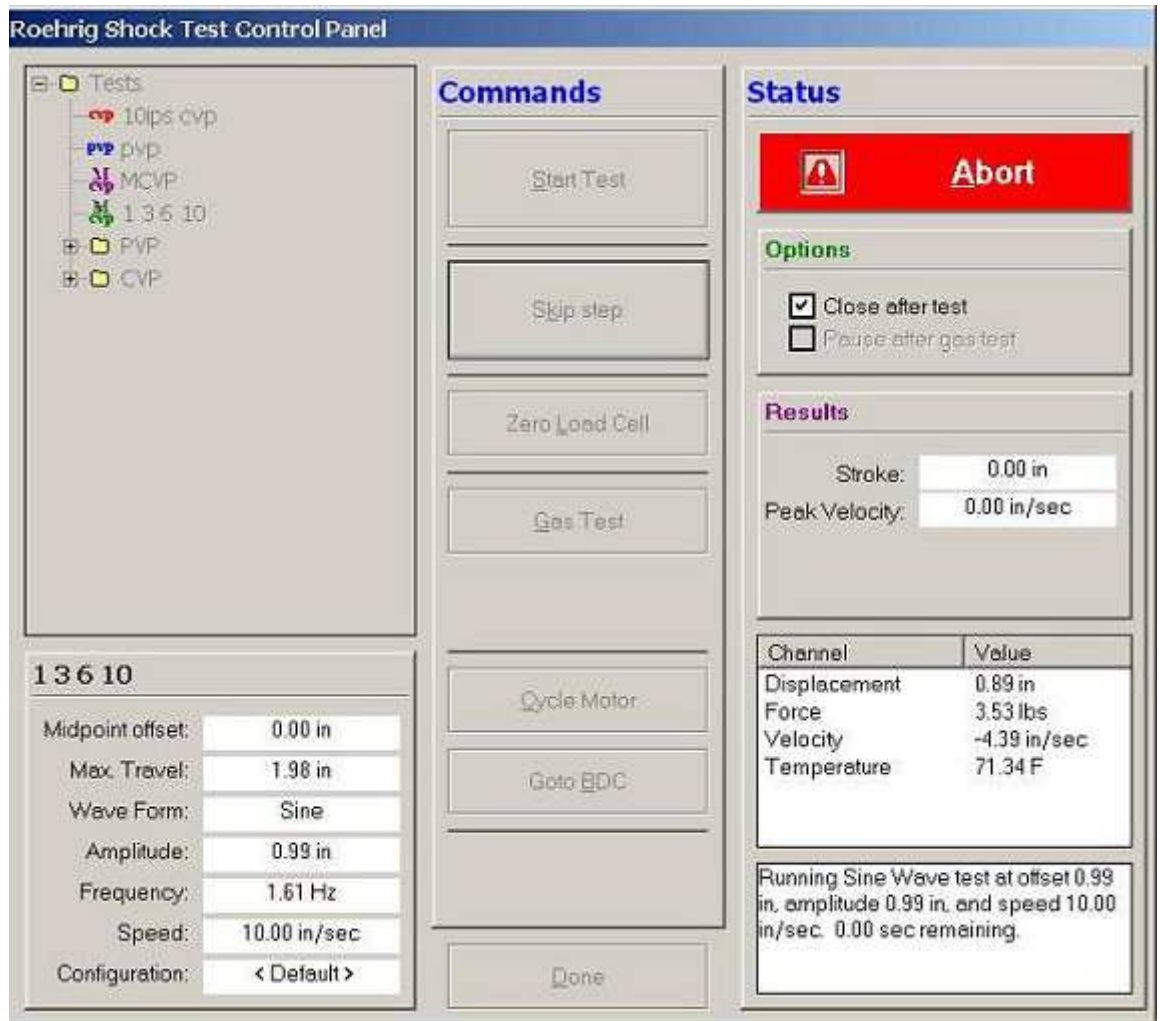 Roehrig Shock Test Control Panel
Tests
cvp 10ips cvp
pvp pvp
M cvp MCVP
M cvp 1 3 6 10
PVP
CVP
1 3 6 10
Midpoint offset: 0.00 in
Max. Travel: 1.98 in
Wave Form: Sine
Amplitude: 0.99 in
Frequency: 1.61 Hz
Speed: 10.00 in/sec
Configuration: < Default >
Commands
Start Test
Skip step
Zero Load Cell
Gas Test
Cycle Motor
Goto BDC
Done
Status
Abort
Options
Close after test
Pause after gas test
Results
Stroke: 0.00 in
Peak Velocity: 0.00 in/sec
Channel Value
Displacement 0.89 in
Force 3.53 lbs
Velocity -4.39 in/sec
Temperature 71.34 F
Running Sine Wave test at offset 0.99
in, amplitude 0.99 in, and speed 10.00
in/sec. 0.00 sec remaining.